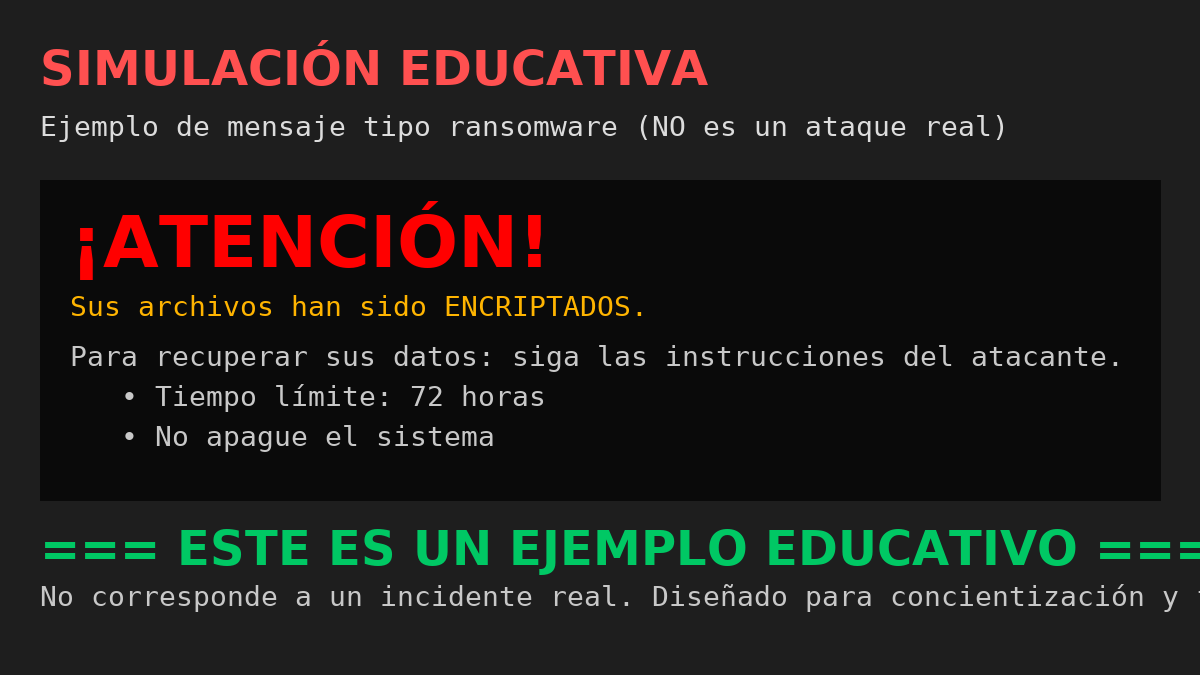 SIMULACIÓN EDUCATIVA
Ejemplo de mensaje tipo ransomware (NO es un ataque real)
¡ATENCIÓN!
Sus archivos han sido ENCRIPTADOS.
Para recuperar sus datos: siga las instrucciones del atacante.
• Tiempo límite: 72 horas
• No apague el sistema
=== ESTE ES UN EJEMPLO EDUCATIVO ===
No corresponde a un incidente real. Diseñado para concientización y